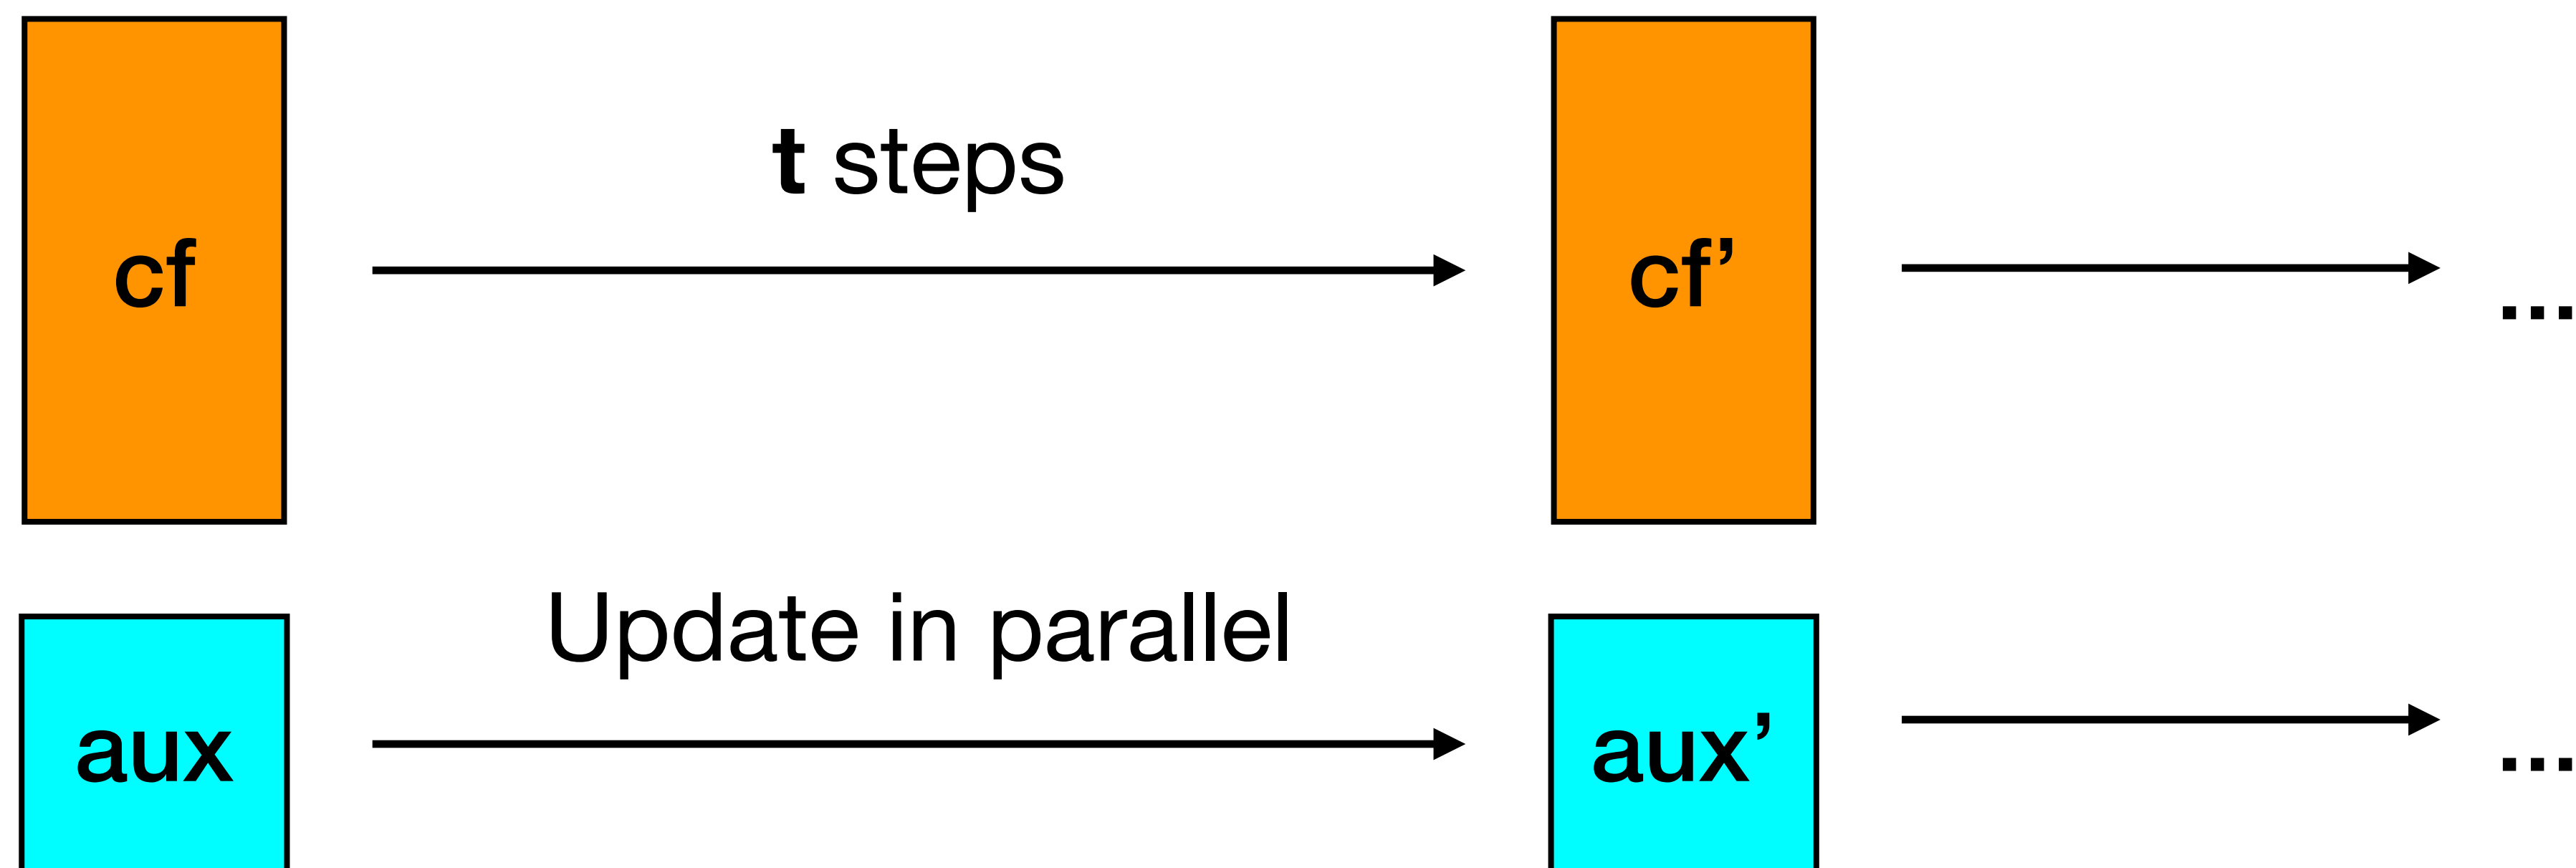 t steps
cf
cf’
...
Update in parallel
aux
aux’
...